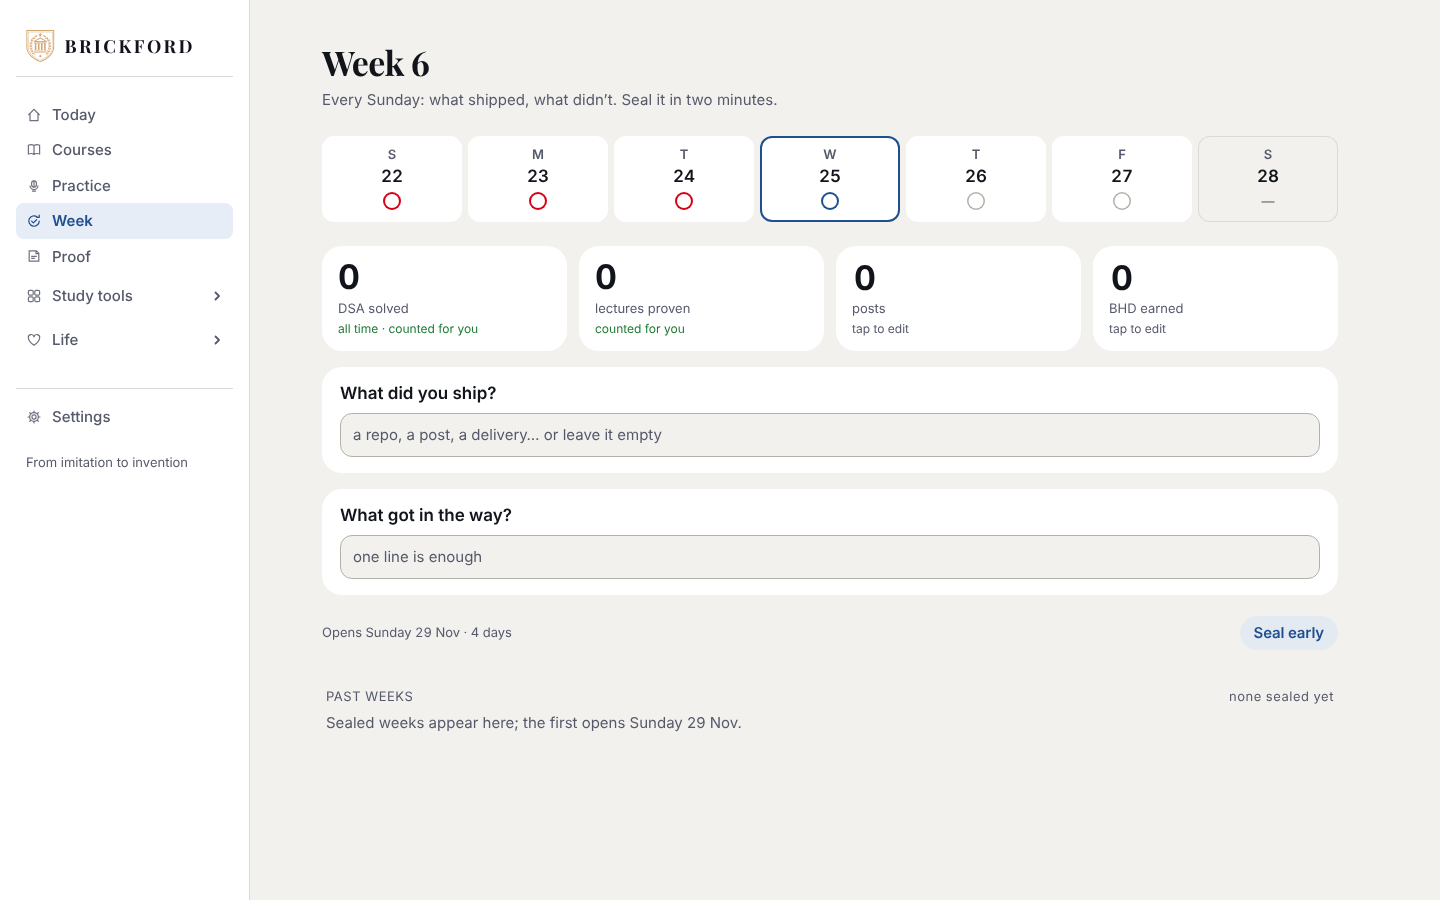 BRICKFORD
Today
Courses
Practice
Week
Proof
Study tools
Life
Settings
From imitation to invention
Week 6
Every Sunday: what shipped, what didn’t. Seal it in two minutes.
S M T W T F S
22 23 24 25 26 27 28
—
0 0 0 0
DSA solved lectures proven posts BHD earned
all time · counted for you counted for you tap to edit tap to edit
What did you ship?
a repo, a post, a delivery… or leave it empty
What got in the way?
one line is enough
Opens Sunday 29 Nov · 4 days Seal early
PAST WEEKS none sealed yet
Sealed weeks appear here; the first opens Sunday 29 Nov.